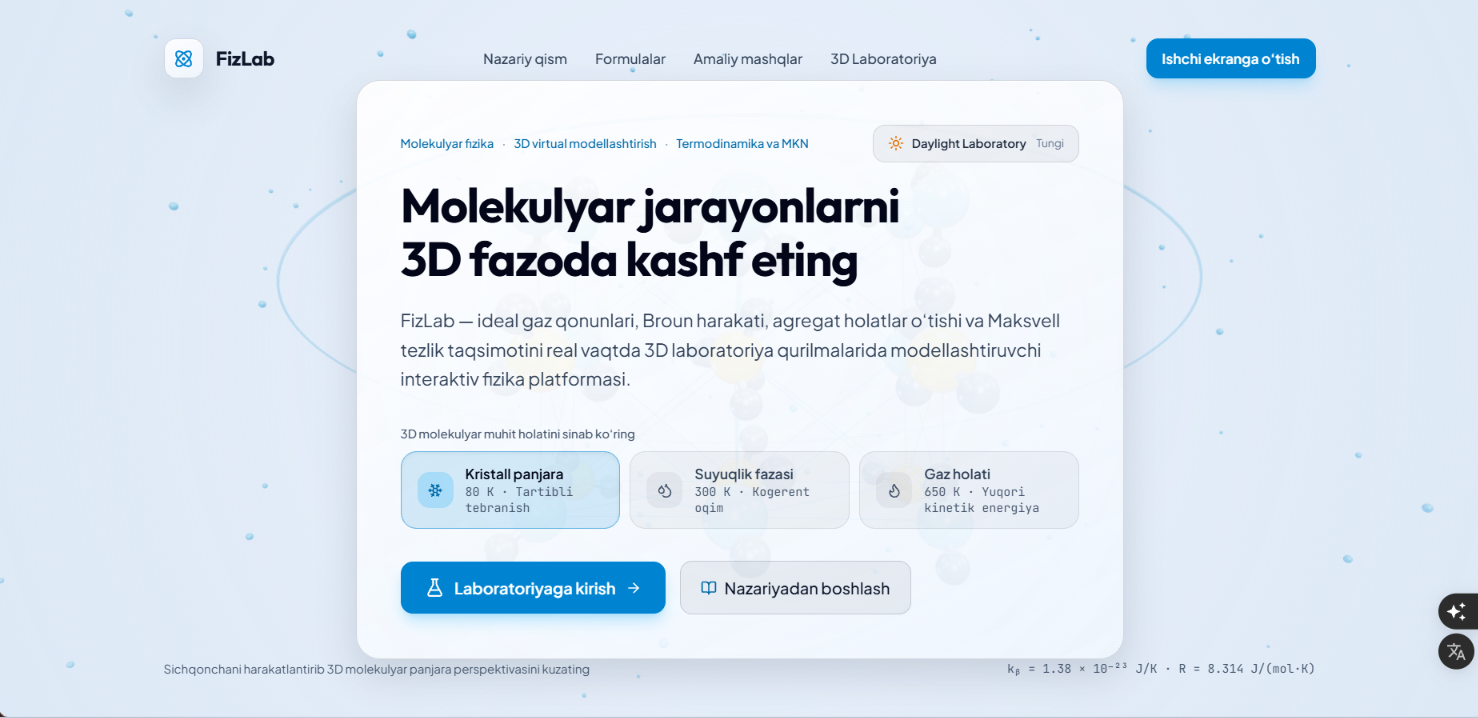 FizLab
Nazariy qism
Formulalar
Amaliy mashqlar
3D Laboratoriya
Ishchi ekranga oʻtish
Molekulyar fizika · 3D virtual modellashtirish · Termodinamika va MKN
Daylight Laboratory Tungi
Molekulyar jarayonlarni
3D fazoda kashf eting
FizLab — ideal gaz qonunlari, Broun harakati, agregat holatlar oʻtishi va Maksvell
tezlik taqsimotini real vaqtda 3D laboratoriya qurilmalarida modellashtiruvchi
interaktiv fizika platformasi.
3D molekulyar muhit holatini sinab koʻring
Kristall panjara
80 K · Tartibli
tebranish
Suyuqlik fazasi
300 K · Kogerent
oqim
Gaz holati
650 K · Yuqori
kinetik energiya
Laboratoriyaga kirish →
Nazariyadan boshlash
Sichqonchani harakatlantirib 3D molekulyar panjara perspektivasini kuzating
kᵦ = 1.38 × 10⁻²³ J/K · R = 8.314 J/(mol·K)